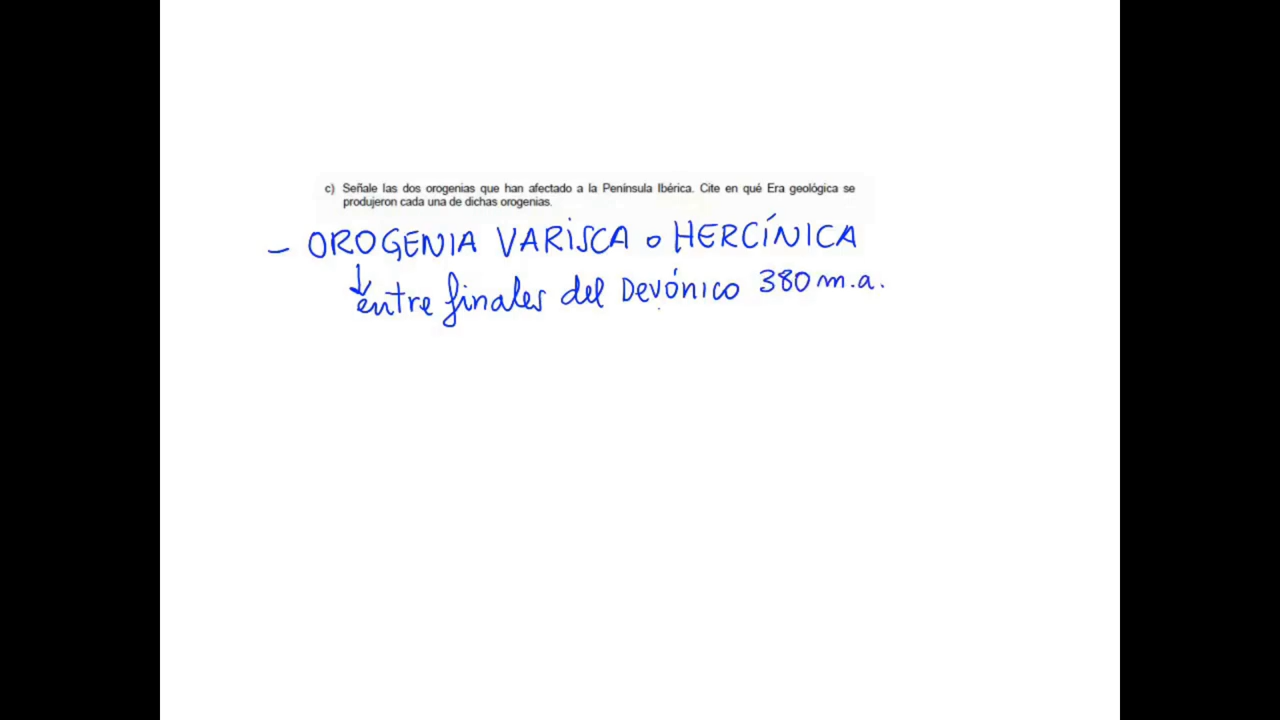 c) Señale las dos orogenias que han afectado a la Península Ibérica. Cite en qué Era geológica se
produjeron cada una de dichas orogenias.
- OROGENIA VARISCA o HERCÍNICA
↓ entre finales del Devónico 380 m.a.